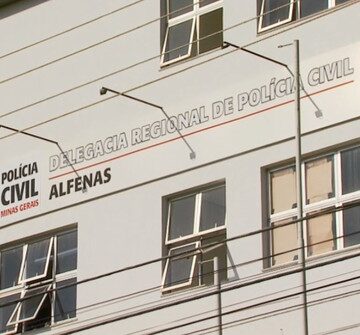 DELEGACIA REGIONAL DE POLÍCIA CIVIL
POLÍCIA
CIVIL
MINAS GERAIS
ALFENAS